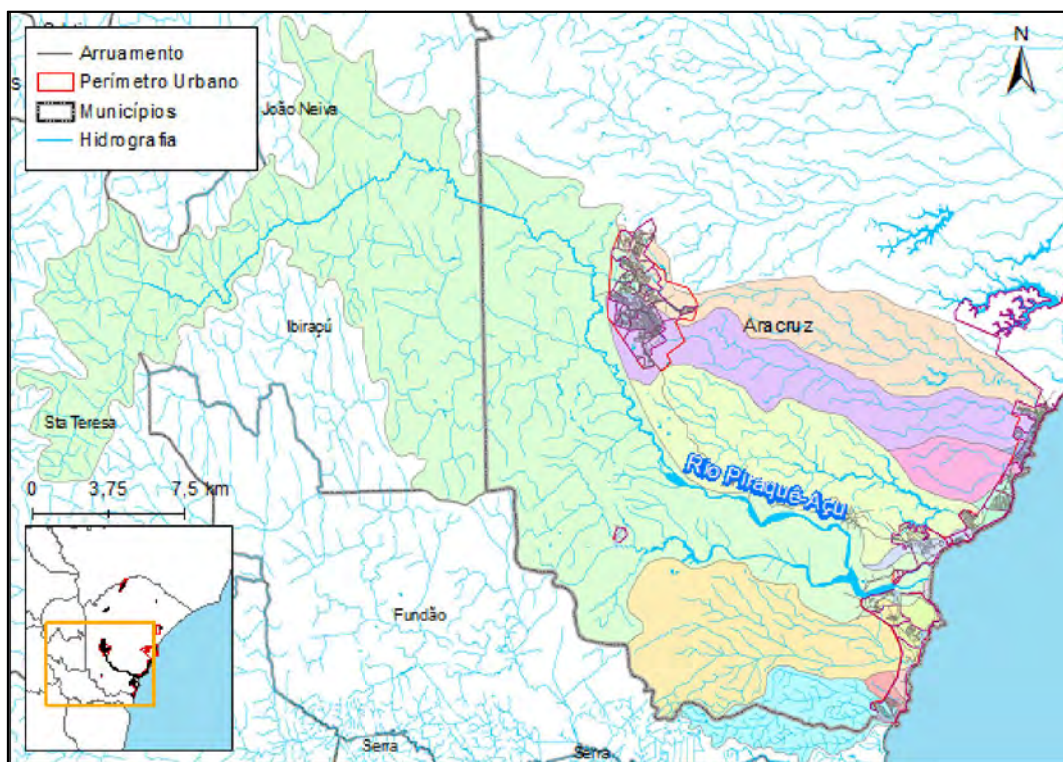 Arruamento
Perímetro Urbano
Municípios
Hidrografia
N
João Neiva
Ibiraçú
Aracruz
Sta Teresa
Rio Piraquê-Açu
0 3,75 7,5 km
Fundão
Serra
Serra